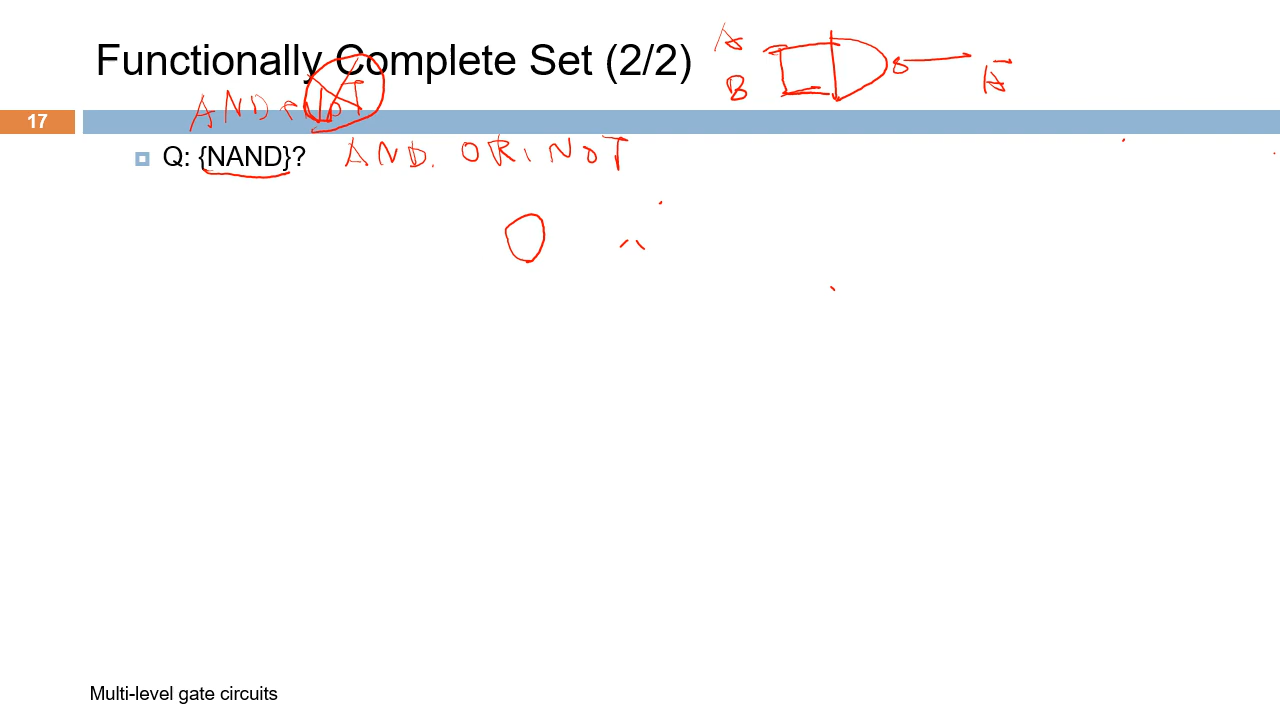 Functionally Complete Set (2/2)
A
B
A̅
AND + NOT
17
Q: {NAND}?
AND. OR, NOT
Multi-level gate circuits